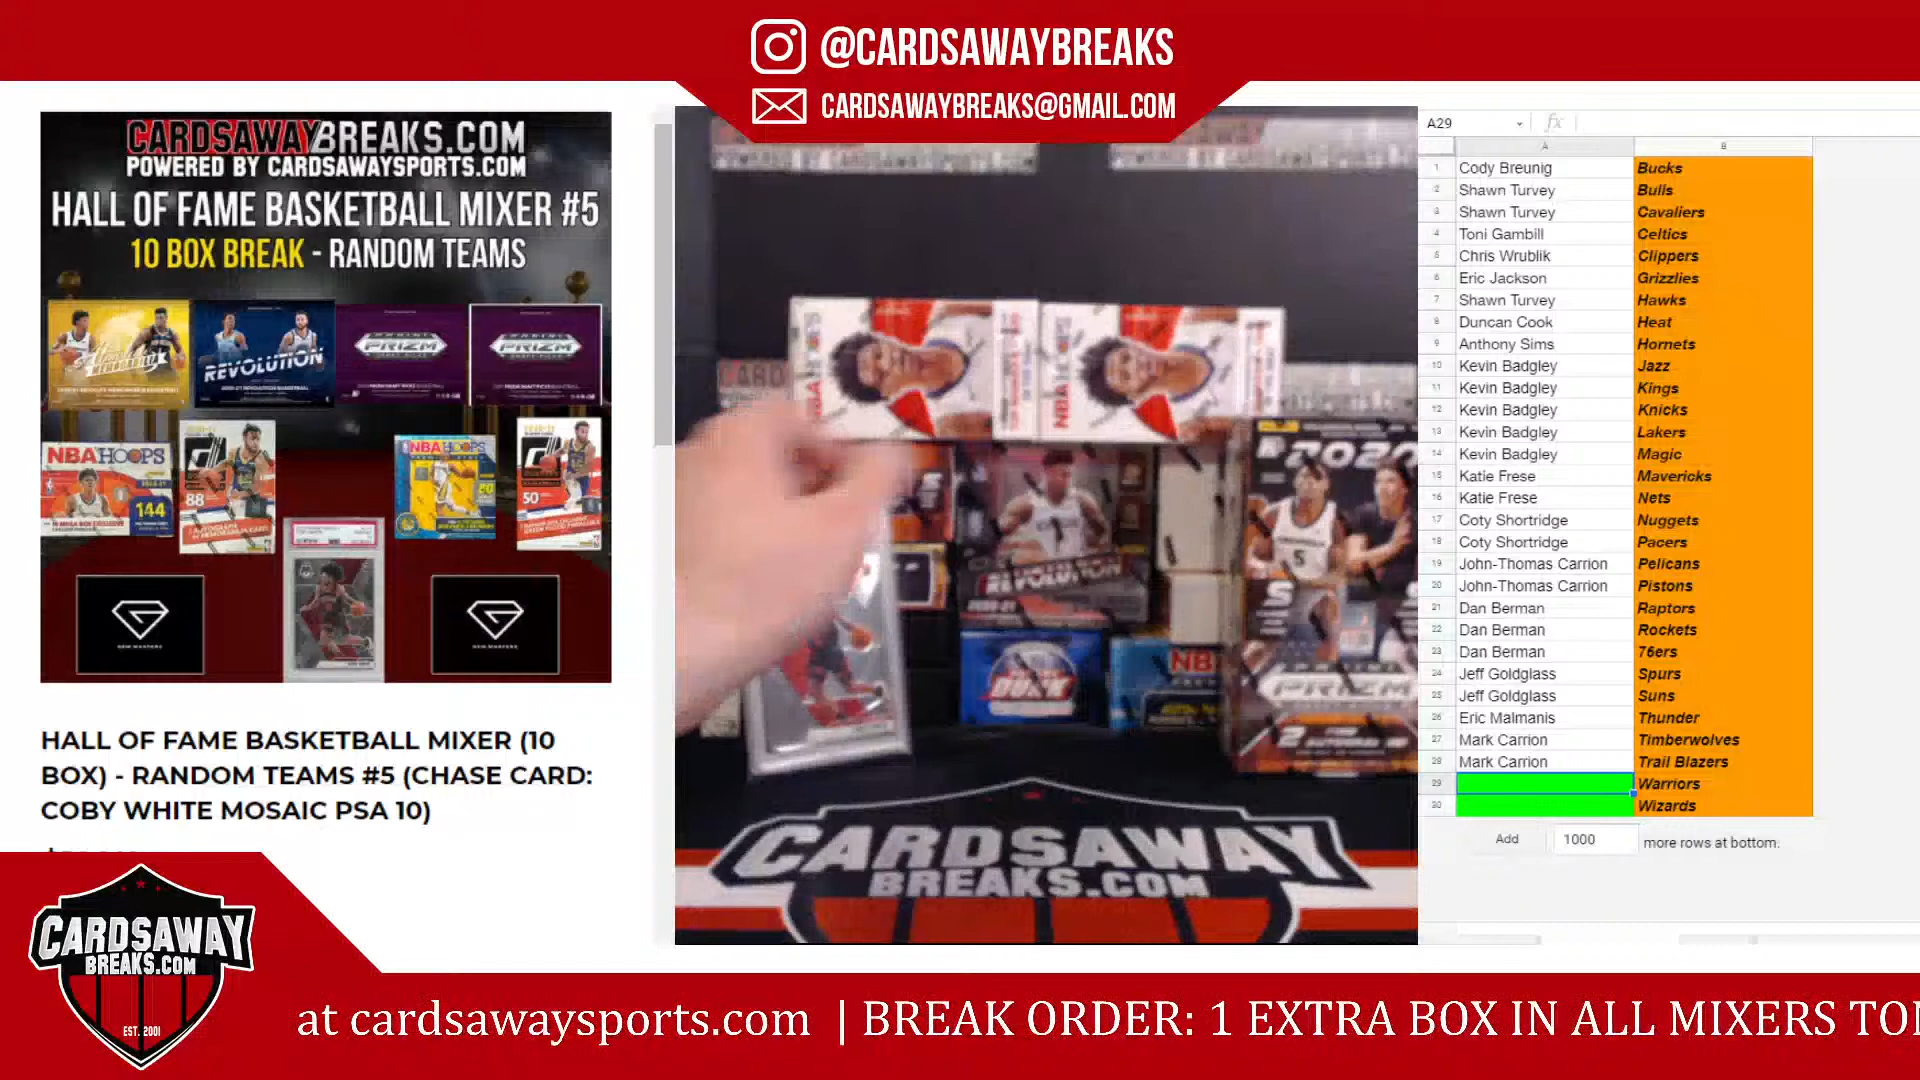 @CARDSAWAYBREAKS
CARDSAWAYBREAKS@GMAIL.COM
CARDSAWAYBREAKS.COM
POWERED BY CARDSAWAYSPORTS.COM
HALL OF FAME BASKETBALL MIXER #5
10 BOX BREAK - RANDOM TEAMS
REVOLUTION
PRIZM
PRIZM
NBA HOOPS
144
88
NBA HOOPS
20
50
HALL OF FAME BASKETBALL MIXER (10
BOX) - RANDOM TEAMS #5 (CHASE CARD:
COBY WHITE MOSAIC PSA 10)
NBA HOOPS
2020
REVOLUTION
NB
PRIZM
2
CARDSAWAY
BREAKS.COM
A29
fx
A B
1 Cody Breunig Bucks
2 Shawn Turvey Bulls
3 Shawn Turvey Cavaliers
4 Toni Gambill Celtics
5 Chris Wrublik Clippers
6 Eric Jackson Grizzlies
7 Shawn Turvey Hawks
8 Duncan Cook Heat
9 Anthony Sims Hornets
10 Kevin Badgley Jazz
11 Kevin Badgley Kings
12 Kevin Badgley Knicks
13 Kevin Badgley Lakers
14 Kevin Badgley Magic
15 Katie Frese Mavericks
16 Katie Frese Nets
17 Coty Shortridge Nuggets
18 Coty Shortridge Pacers
19 John-Thomas Carrion Pelicans
20 John-Thomas Carrion Pistons
21 Dan Berman Raptors
22 Dan Berman Rockets
23 Dan Berman 76ers
24 Jeff Goldglass Spurs
25 Jeff Goldglass Suns
26 Eric Malmanis Thunder
27 Mark Carrion Timberwolves
28 Mark Carrion Trail Blazers
29 Warriors
30 Wizards
Add 1000 more rows at bottom.
CARDSAWAY
BREAKS.COM
EST. 2001
at cardsawaysports.com | BREAK ORDER: 1 EXTRA BOX IN ALL MIXERS TO